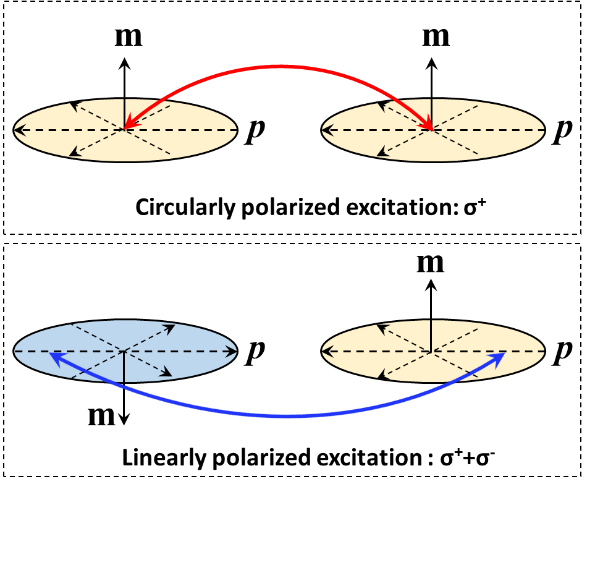 m m
p p
Circularly polarized excitation: σ⁺
m
p p
m
Linearly polarized excitation : σ⁺+σ⁻